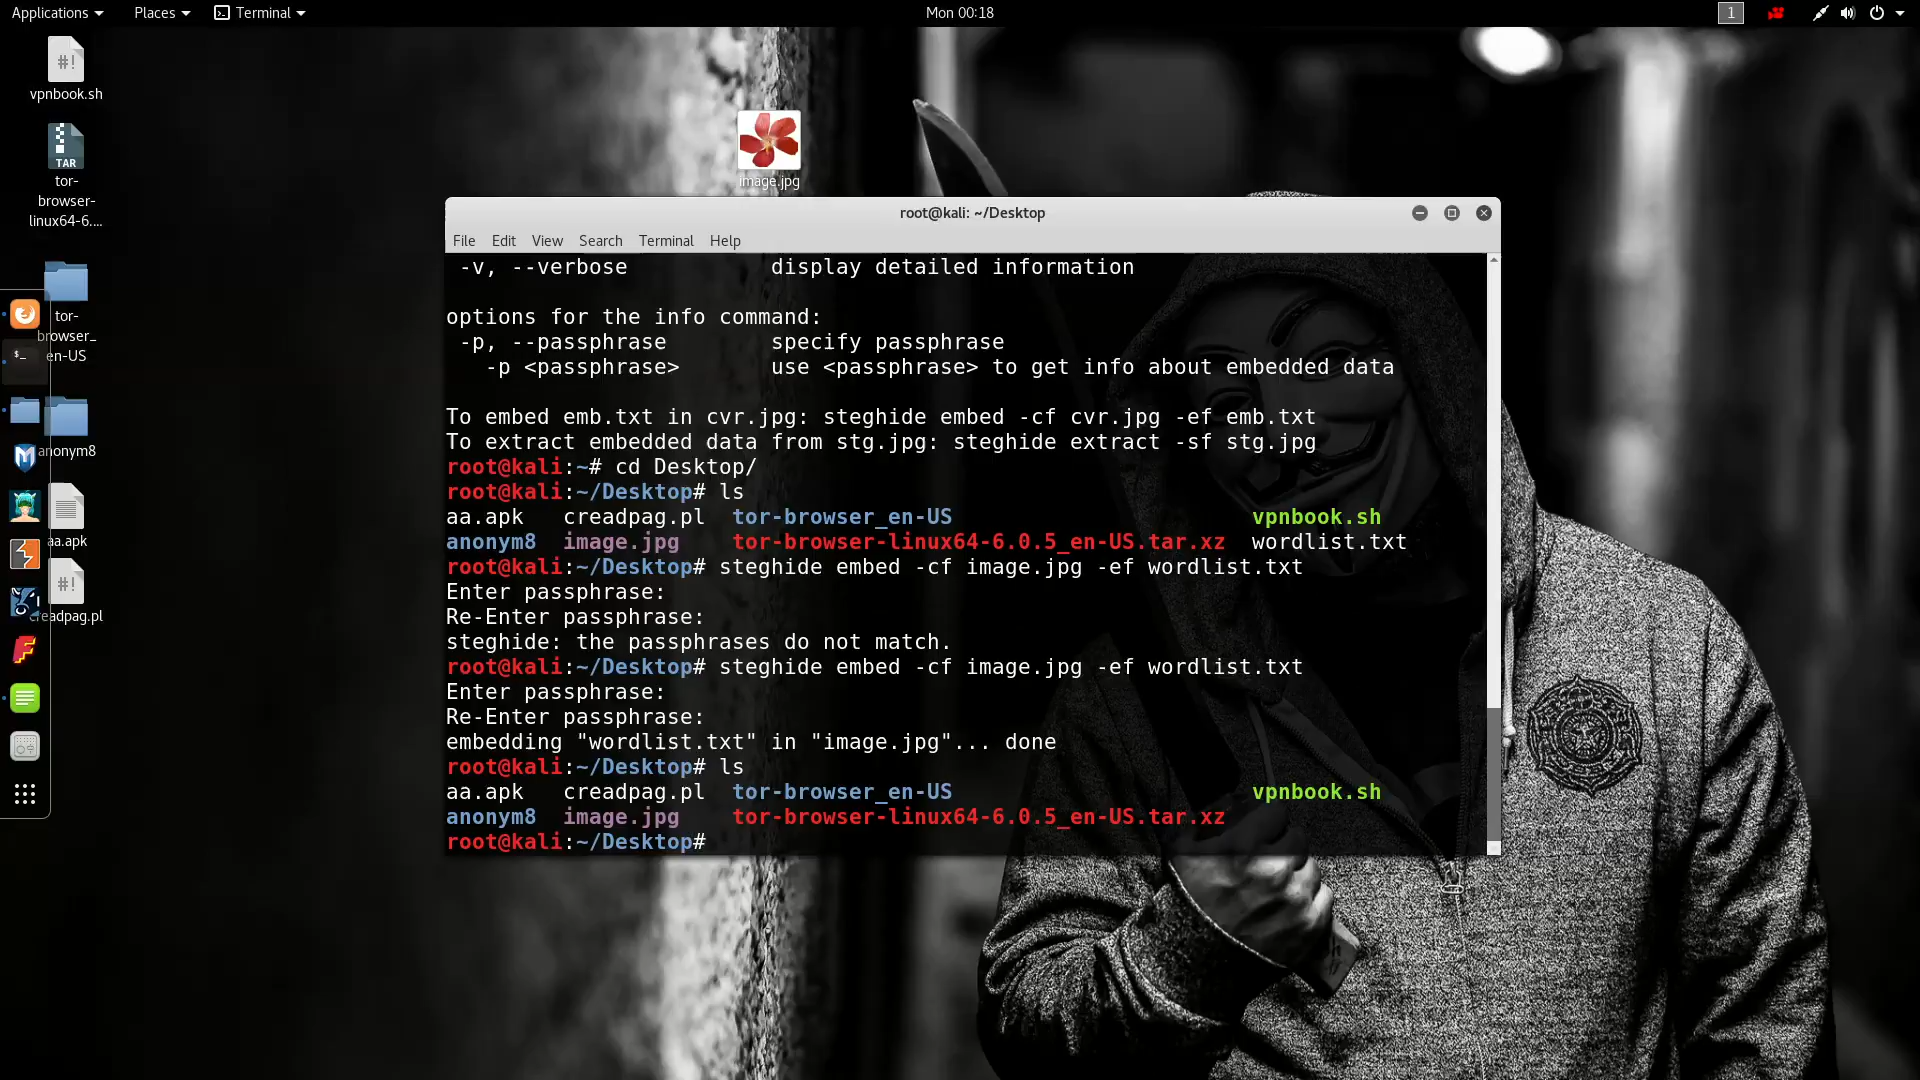 Applications Places Terminal Mon 00:18 1
vpnbook.sh
TAR
tor-
browser-
linux64-6....
tor-
browser_
en-US
anonym8
aa.apk
creadpag.pl
image.jpg
root@kali: ~/Desktop
File Edit View Search Terminal Help
-v, --verbose display detailed information
options for the info command:
-p, --passphrase specify passphrase
-p <passphrase> use <passphrase> to get info about embedded data
To embed emb.txt in cvr.jpg: steghide embed -cf cvr.jpg -ef emb.txt
To extract embedded data from stg.jpg: steghide extract -sf stg.jpg
root@kali:~# cd Desktop/
root@kali:~/Desktop# ls
aa.apk creadpag.pl tor-browser_en-US vpnbook.sh
anonym8 image.jpg tor-browser-linux64-6.0.5_en-US.tar.xz wordlist.txt
root@kali:~/Desktop# steghide embed -cf image.jpg -ef wordlist.txt
Enter passphrase:
Re-Enter passphrase:
steghide: the passphrases do not match.
root@kali:~/Desktop# steghide embed -cf image.jpg -ef wordlist.txt
Enter passphrase:
Re-Enter passphrase:
embedding "wordlist.txt" in "image.jpg"... done
root@kali:~/Desktop# ls
aa.apk creadpag.pl tor-browser_en-US vpnbook.sh
anonym8 image.jpg tor-browser-linux64-6.0.5_en-US.tar.xz
root@kali:~/Desktop#